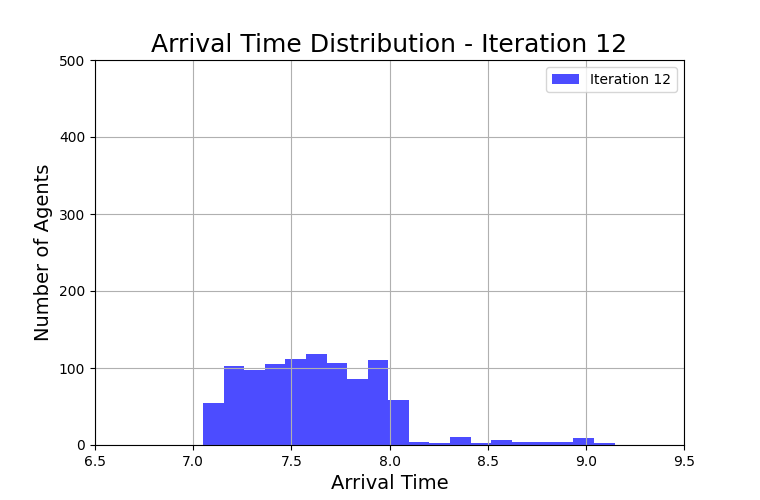 Arrival Time Distribution - Iteration 12
Iteration 12
Number of Agents
500
400
300
200
100
0
6.5 7.0 7.5 8.0 8.5 9.0 9.5
Arrival Time